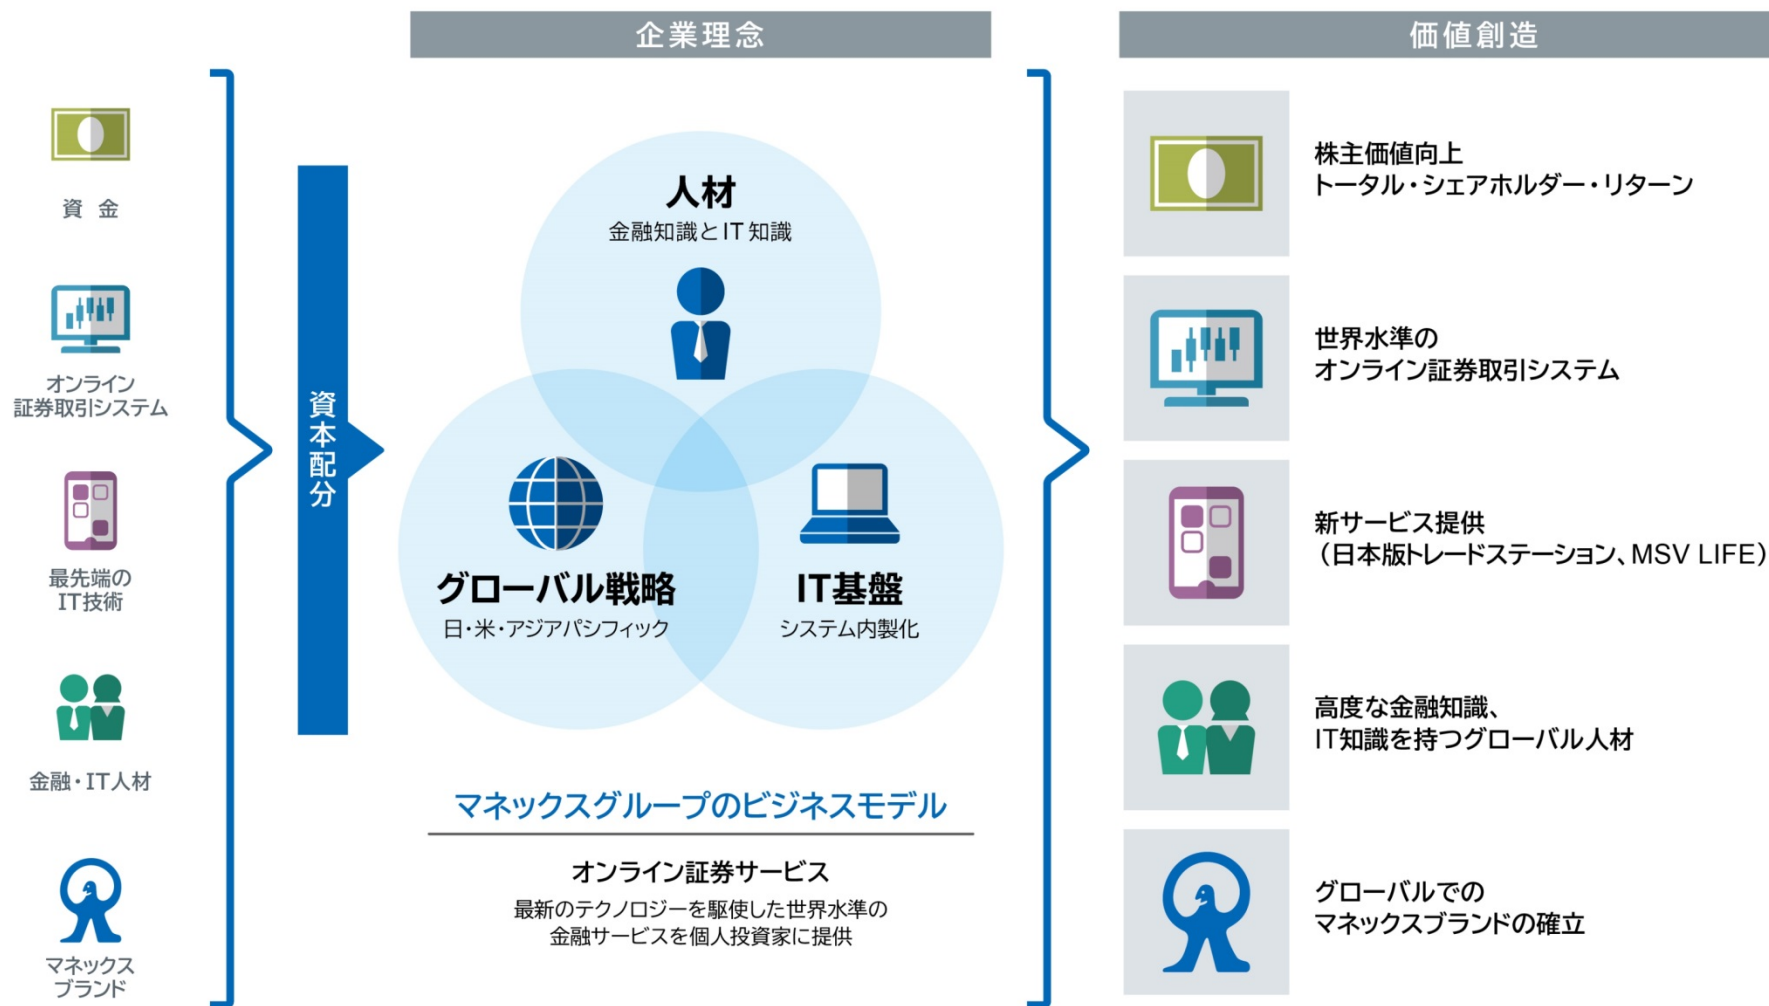 企業理念
価値創造
資 金
オンライン
証券取引システム
最先端の
IT技術
金融・IT人材
マネックス
ブランド
資本配分
人材
金融知識とIT知識
グローバル戦略
日・米・アジアパシフィック
IT基盤
システム内製化
マネックスグループのビジネスモデル
オンライン証券サービス
最新のテクノロジーを駆使した世界水準の
金融サービスを個人投資家に提供
株主価値向上
トータル・シェアホルダー・リターン
世界水準の
オンライン証券取引システム
新サービス提供
（日本版トレードステーション、MSV LIFE）
高度な金融知識、
IT知識を持つグローバル人材
グローバルでの
マネックスブランドの確立